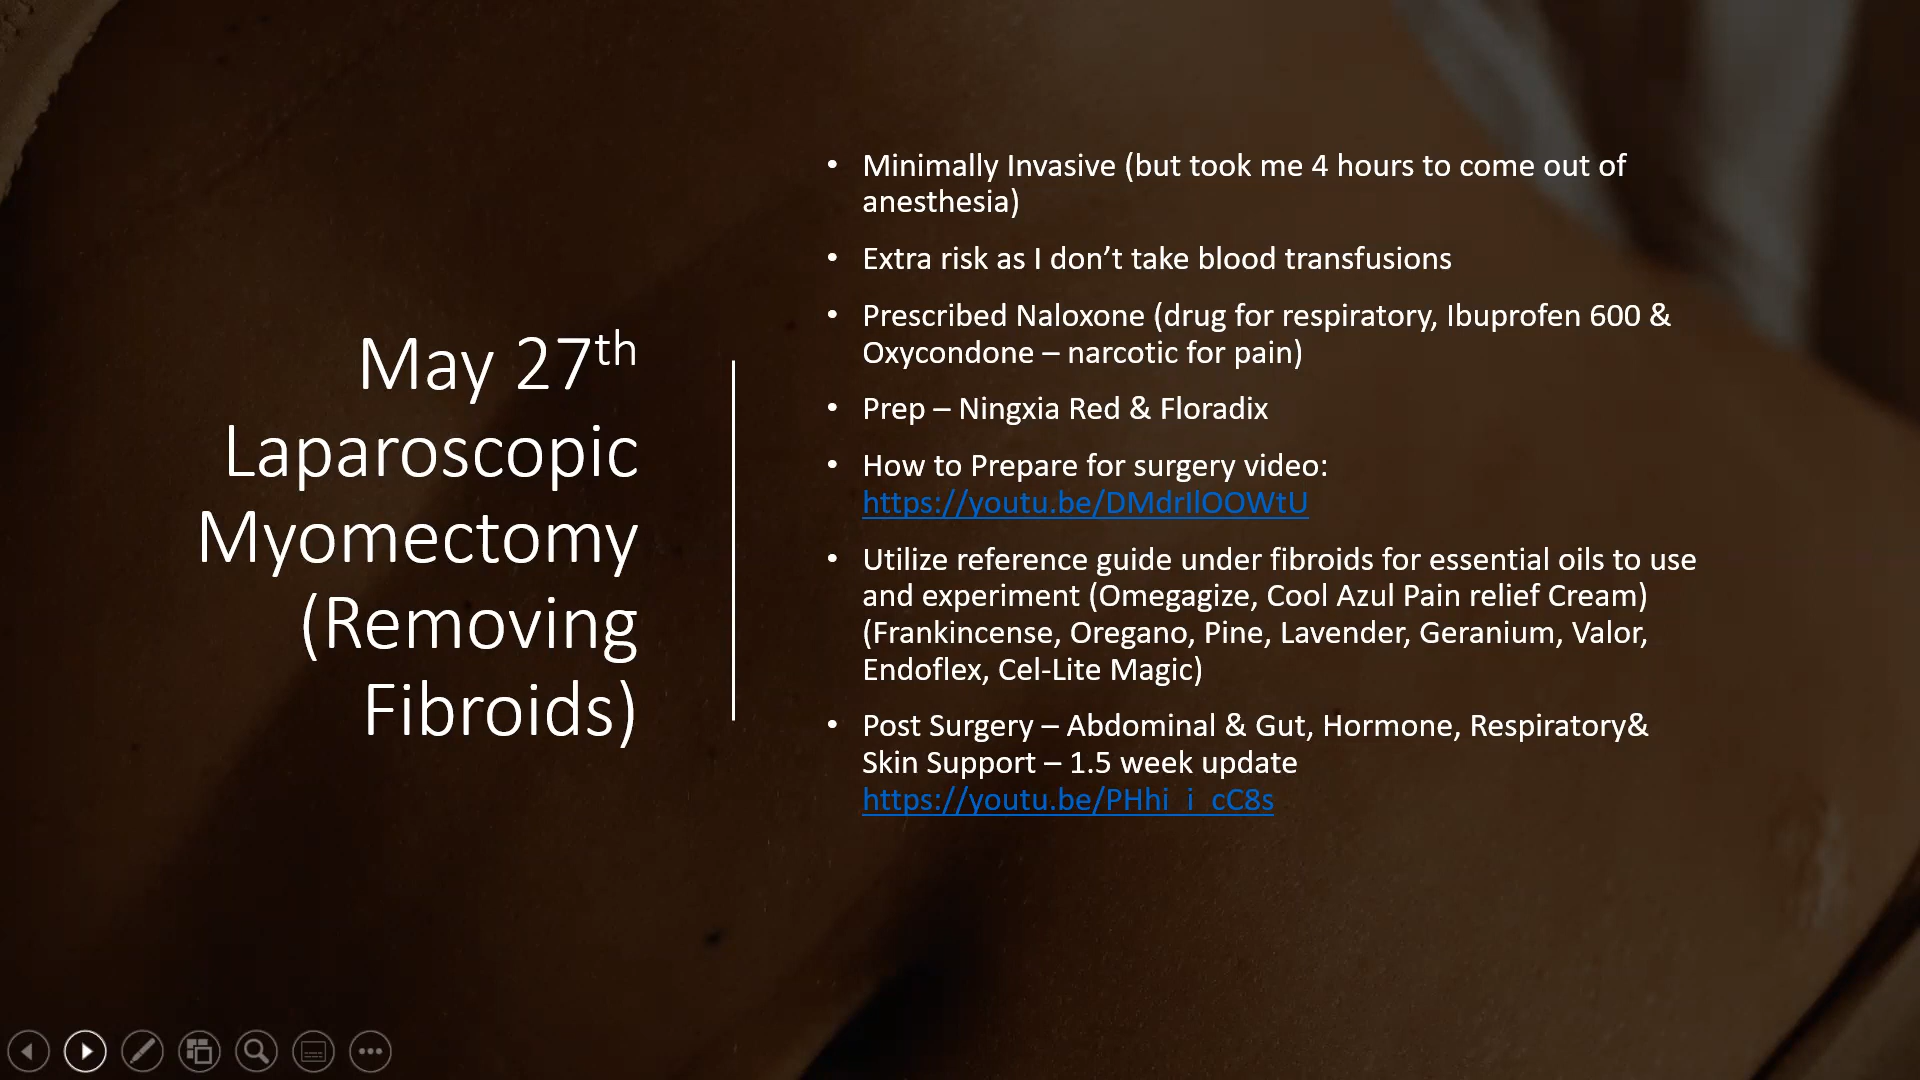 May 27th
Laparoscopic
Myomectomy
(Removing
Fibroids)
• Minimally Invasive (but took me 4 hours to come out of
anesthesia)
• Extra risk as I don’t take blood transfusions
• Prescribed Naloxone (drug for respiratory, Ibuprofen 600 &
Oxycondone – narcotic for pain)
• Prep – Ningxia Red & Floradix
• How to Prepare for surgery video:
https://youtu.be/DMdrIlOOWtU
• Utilize reference guide under fibroids for essential oils to use
and experiment (Omegagize, Cool Azul Pain relief Cream)
(Frankincense, Oregano, Pine, Lavender, Geranium, Valor,
Endoflex, Cel-Lite Magic)
• Post Surgery – Abdominal & Gut, Hormone, Respiratory&
Skin Support – 1.5 week update
https://youtu.be/PHhi_i_cC8s